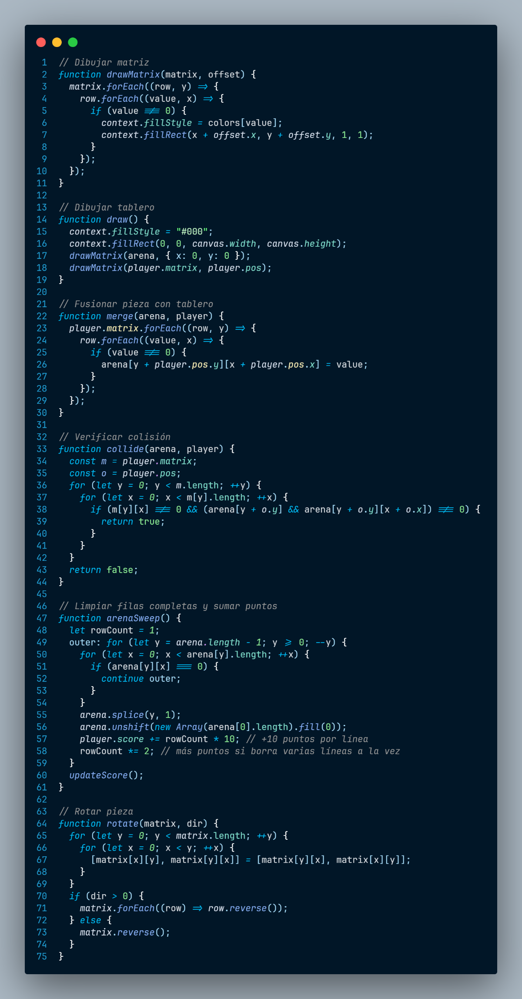 1 // Dibujar matriz
2 function drawMatrix(matrix, offset) {
3   matrix.forEach((row, y) => {
4     row.forEach((value, x) => {
5       if (value !== 0) {
6         context.fillStyle = colors[value];
7         context.fillRect(x + offset.x, y + offset.y, 1, 1);
8       }
9     });
10   });
11 }
12
13 // Dibujar tablero
14 function draw() {
15   context.fillStyle = "#000";
16   context.fillRect(0, 0, canvas.width, canvas.height);
17   drawMatrix(arena, { x: 0, y: 0 });
18   drawMatrix(player.matrix, player.pos);
19 }
20
21 // Fusionar pieza con tablero
22 function merge(arena, player) {
23   player.matrix.forEach((row, y) => {
24     row.forEach((value, x) => {
25       if (value !== 0) {
26         arena[y + player.pos.y][x + player.pos.x] = value;
27       }
28     });
29   });
30 }
31
32 // Verificar colisión
33 function collide(arena, player) {
34   const m = player.matrix;
35   const o = player.pos;
36   for (let y = 0; y < m.length; ++y) {
37     for (let x = 0; x < m[y].length; ++x) {
38       if (m[y][x] !== 0 && (arena[y + o.y] && arena[y + o.y][x + o.x]) !== 0) {
39         return true;
40       }
41     }
42   }
43   return false;
44 }
45
46 // Limpiar filas completas y sumar puntos
47 function arenaSweep() {
48   let rowCount = 1;
49   outer: for (let y = arena.length - 1; y >= 0; --y) {
50     for (let x = 0; x < arena[y].length; ++x) {
51       if (arena[y][x] === 0) {
52         continue outer;
53       }
54     }
55     arena.splice(y, 1);
56     arena.unshift(new Array(arena[0].length).fill(0));
57     player.score += rowCount * 10; // +10 puntos por línea
58     rowCount *= 2; // más puntos si borra varias líneas a la vez
59   }
60   updateScore();
61 }
62
63 // Rotar pieza
64 function rotate(matrix, dir) {
65   for (let y = 0; y < matrix.length; ++y) {
66     for (let x = 0; x < y; ++x) {
67       [matrix[x][y], matrix[y][x]] = [matrix[y][x], matrix[x][y]];
68     }
69   }
70   if (dir > 0) {
71     matrix.forEach((row) => row.reverse());
72   } else {
73     matrix.reverse();
74   }
75 }